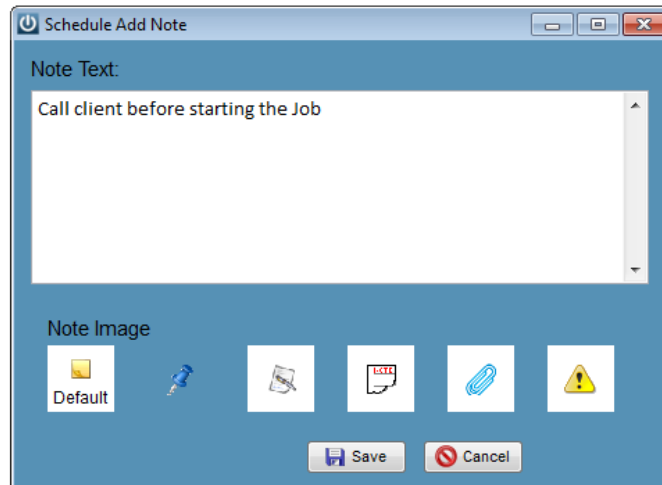 Schedule Add Note
Note Text:
Call client before starting the Job
Note Image
Default
Save
Cancel